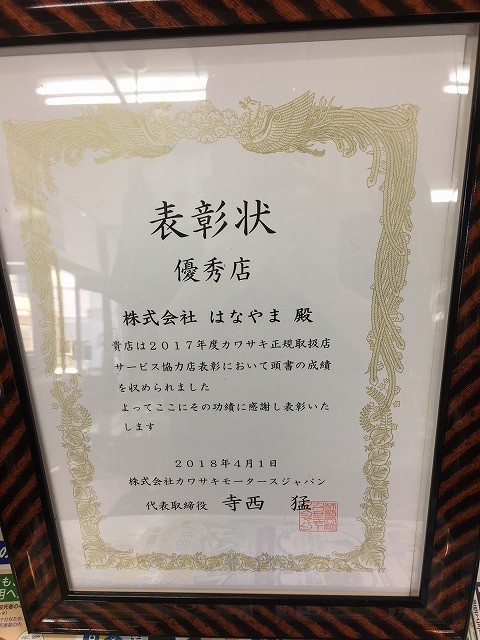 表彰状
優秀店
株式会社 はなやま 殿
貴店は2017年度カワサキ正規取扱店
サービス協力店表彰において頭書の成績
を収められました
よってここにその功績に感謝し表彰いた
します
2018年4月1日
株式会社カワサキモータースジャパン
代表取締役 寺西 猛